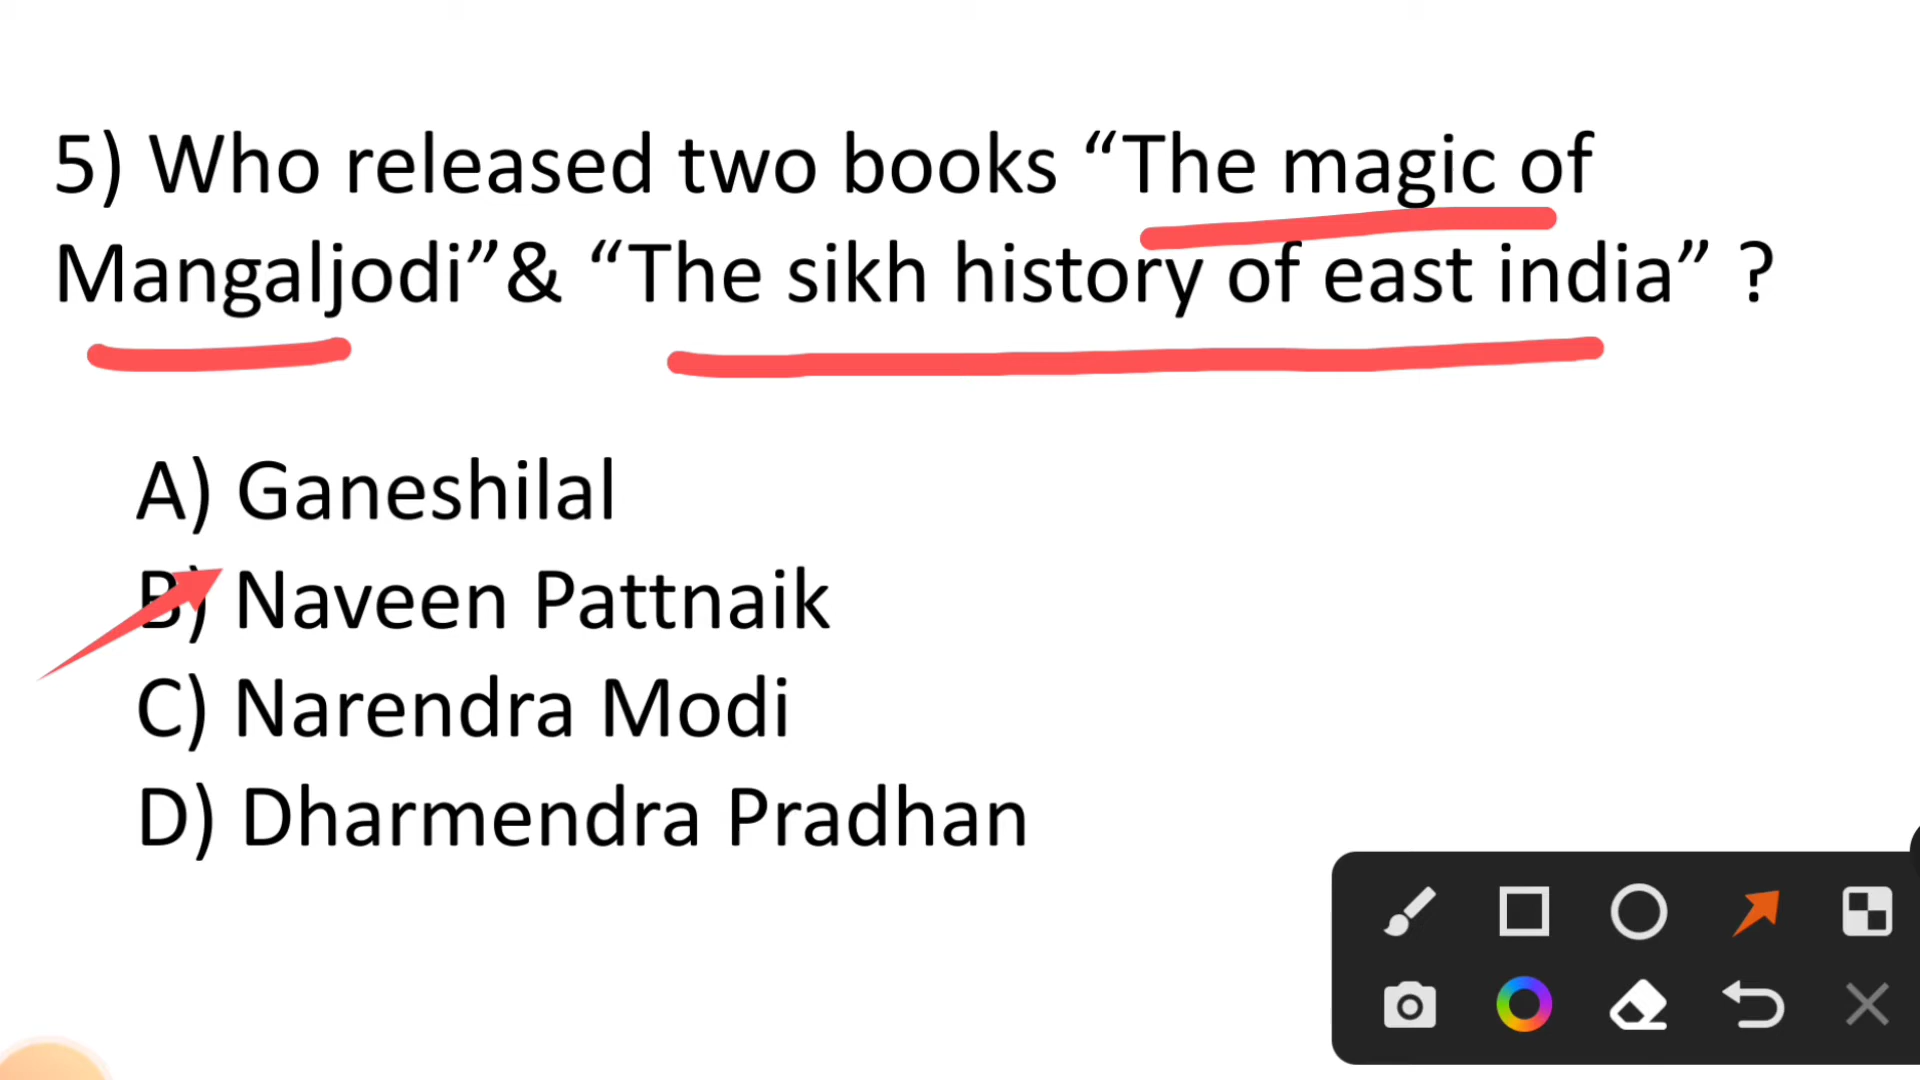 5) Who released two books “The magic of
Mangaljodi”& “The sikh history of east india” ?
A) Ganeshilal
B) Naveen Pattnaik
C) Narendra Modi
D) Dharmendra Pradhan